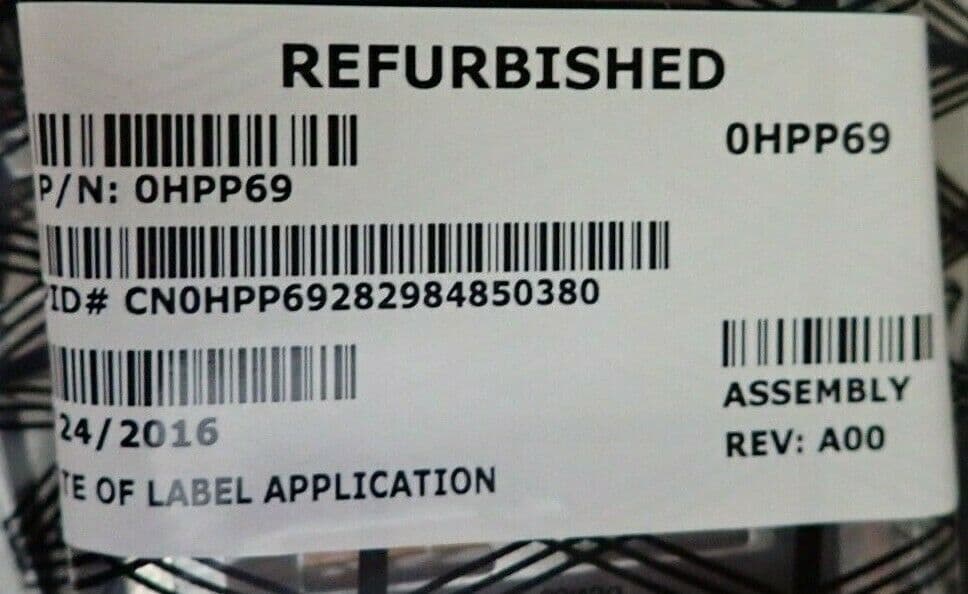 REFURBISHED
0HPP69
P/N: 0HPP69
ID# CN0HPP69282984850380
24/2016
TE OF LABEL APPLICATION
ASSEMBLY
REV: A00